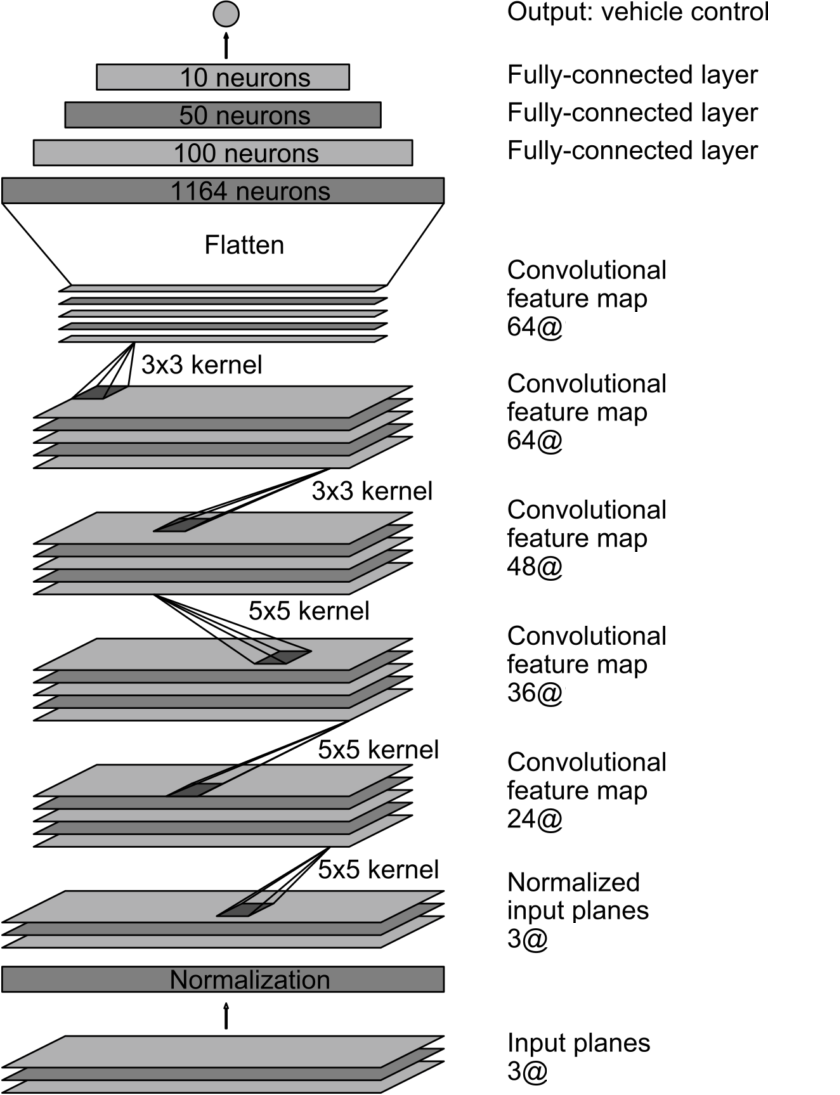 Output: vehicle control
10 neurons
Fully-connected layer
50 neurons
Fully-connected layer
100 neurons
Fully-connected layer
1164 neurons
Flatten
Convolutional
feature map
64@
3x3 kernel
Convolutional
feature map
64@
3x3 kernel
Convolutional
feature map
48@
5x5 kernel
Convolutional
feature map
36@
5x5 kernel
Convolutional
feature map
24@
5x5 kernel
Normalized
input planes
3@
Normalization
Input planes
3@